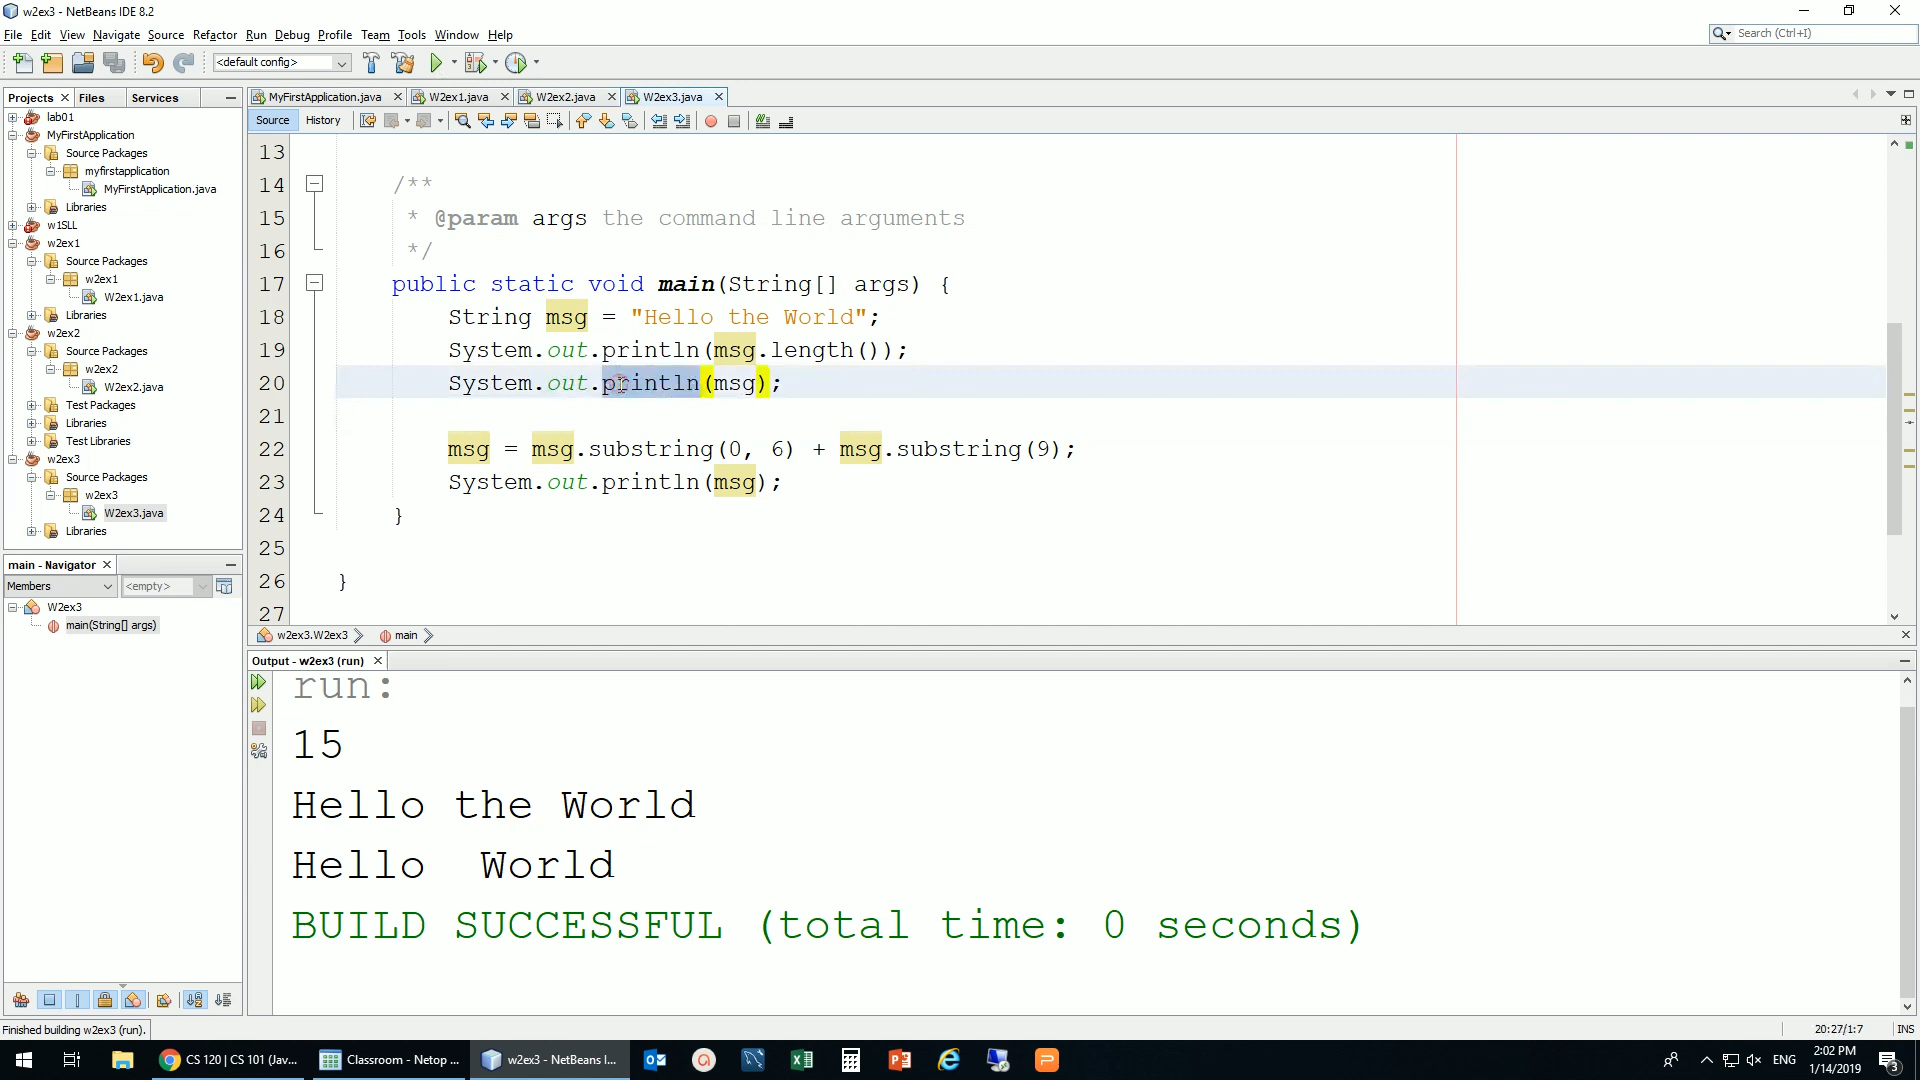 w2ex3 - NetBeans IDE 8.2
File Edit View Navigate Source Refactor Run Debug Profile Team Tools Window Help
Search (Ctrl+I)
<default config>
Projects Files Services
MyFirstApplication.java W2ex1.java W2ex2.java W2ex3.java
Source History
lab01
MyFirstApplication
Source Packages
myfirstapplication
MyFirstApplication.java
Libraries
w1SLL
w2ex1
Source Packages
w2ex1
W2ex1.java
Libraries
w2ex2
Source Packages
w2ex2
W2ex2.java
Test Packages
Libraries
Test Libraries
w2ex3
Source Packages
w2ex3
W2ex3.java
Libraries
main - Navigator
Members <empty>
W2ex3
main(String[] args)
13
14 /**
15 * @param args the command line arguments
16 */
17 public static void main(String[] args) {
18 String msg = "Hello the World";
19 System.out.println(msg.length());
20 System.out.println(msg);
21
22 msg = msg.substring(0, 6) + msg.substring(9);
23 System.out.println(msg);
24 }
25
26 }
27
w2ex3.W2ex3 main
Output - w2ex3 (run)
run:
15
Hello the World
Hello  World
BUILD SUCCESSFUL (total time: 0 seconds)
Finished building w2ex3 (run).
20:27/1:7 INS
CS 120 | CS 101 (Jav...
Classroom - Netop ...
w2ex3 - NetBeans I...
ENG
2:02 PM
1/14/2019
3